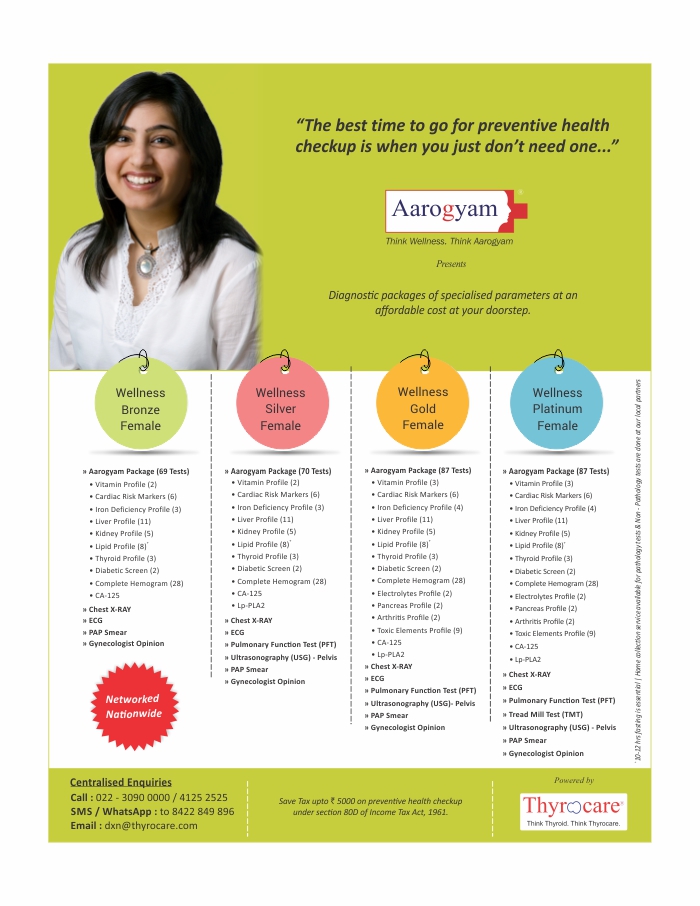 “The best time to go for preventive health
checkup is when you just don’t need one...”
Aarogyam
®
Think Wellness. Think Aarogyam
Presents
Diagnostic packages of specialised parameters at an
affordable cost at your doorstep.
Wellness
Bronze
Female
» Aarogyam Package (69 Tests)
• Vitamin Profile (2)
• Cardiac Risk Markers (6)
• Iron Deficiency Profile (3)
• Liver Profile (11)
• Kidney Profile (5)
• Lipid Profile (8)*
• Thyroid Profile (3)
• Diabetic Screen (2)
• Complete Hemogram (28)
• CA-125
» Chest X-RAY
» ECG
» PAP Smear
» Gynecologist Opinion
Networked
Nationwide
Wellness
Silver
Female
» Aarogyam Package (70 Tests)
• Vitamin Profile (2)
• Cardiac Risk Markers (6)
• Iron Deficiency Profile (3)
• Liver Profile (11)
• Kidney Profile (5)
• Lipid Profile (8)*
• Thyroid Profile (3)
• Diabetic Screen (2)
• Complete Hemogram (28)
• CA-125
• Lp-PLA2
» Chest X-RAY
» ECG
» Pulmonary Function Test (PFT)
» Ultrasonography (USG) - Pelvis
» PAP Smear
» Gynecologist Opinion
Wellness
Gold
Female
» Aarogyam Package (87 Tests)
• Vitamin Profile (3)
• Cardiac Risk Markers (6)
• Iron Deficiency Profile (4)
• Liver Profile (11)
• Kidney Profile (5)
• Lipid Profile (8)*
• Thyroid Profile (3)
• Diabetic Screen (2)
• Complete Hemogram (28)
• Electrolytes Profile (2)
• Pancreas Profile (2)
• Arthritis Profile (2)
• Toxic Elements Profile (9)
• CA-125
• Lp-PLA2
» Chest X-RAY
» ECG
» Pulmonary Function Test (PFT)
» Ultrasonography (USG)- Pelvis
» PAP Smear
» Gynecologist Opinion
Wellness
Platinum
Female
» Aarogyam Package (87 Tests)
• Vitamin Profile (3)
• Cardiac Risk Markers (6)
• Iron Deficiency Profile (4)
• Liver Profile (11)
• Kidney Profile (5)
• Lipid Profile (8)*
• Thyroid Profile (3)
• Diabetic Screen (2)
• Complete Hemogram (28)
• Electrolytes Profile (2)
• Pancreas Profile (2)
• Arthritis Profile (2)
• Toxic Elements Profile (9)
• CA-125
• Lp-PLA2
» Chest X-RAY
» ECG
» Pulmonary Function Test (PFT)
» Tread Mill Test (TMT)
» Ultrasonography (USG) - Pelvis
» PAP Smear
» Gynecologist Opinion
*10-12 hrs fasting is essential | Home collection service available for pathology tests & Non - Pathology tests are done at our local partners
Centralised Enquiries
Call : 022 - 3090 0000 / 4125 2525
SMS / WhatsApp : to 8422 849 896
Email : dxn@thyrocare.com
Save Tax upto ₹ 5000 on preventive health checkup
under section 80D of Income Tax Act, 1961.
Powered by
Thyrocare®
Think Thyroid. Think Thyrocare.